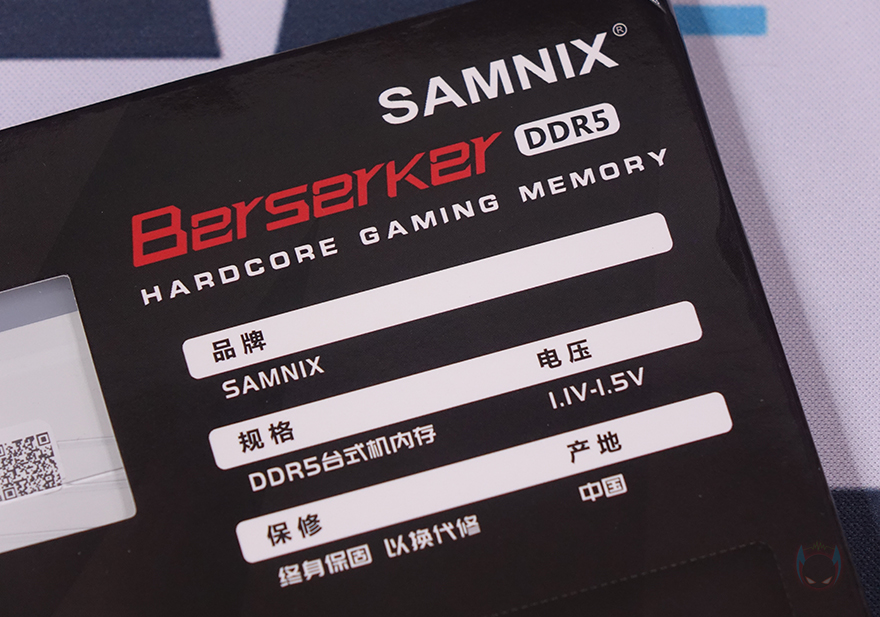 SAMNIX®
Berserker DDR5
HARDCORE GAMING MEMORY
品牌
SAMNIX
规格 电压
DDR5台式机内存 1.1V-1.5V
保修 产地
终身保固 以换代修 中国